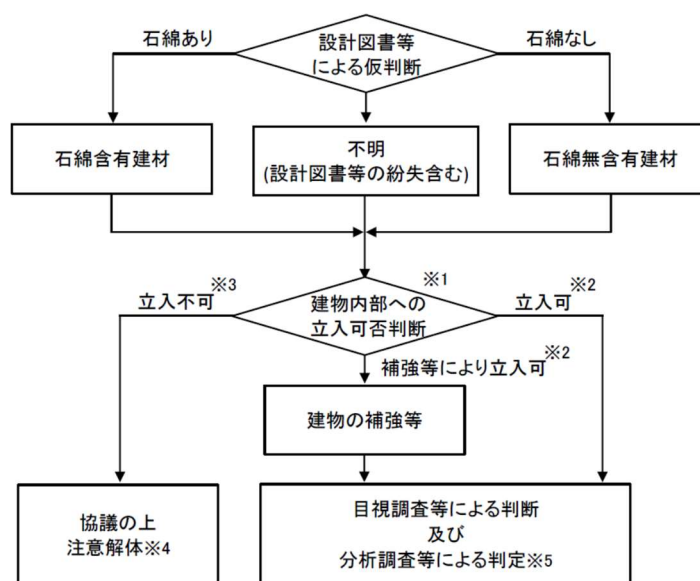 石綿あり
設計図書等
による仮判断
石綿なし
石綿含有建材
不明
(設計図書等の紛失含む)
石綿無含有建材
立入不可※3
建物内部への
立入可否判断
※1
立入可※2
補強等により立入可※2
建物の補強等
協議の上
注意解体※4
目視調査等による判断
及び
分析調査等による判定※5